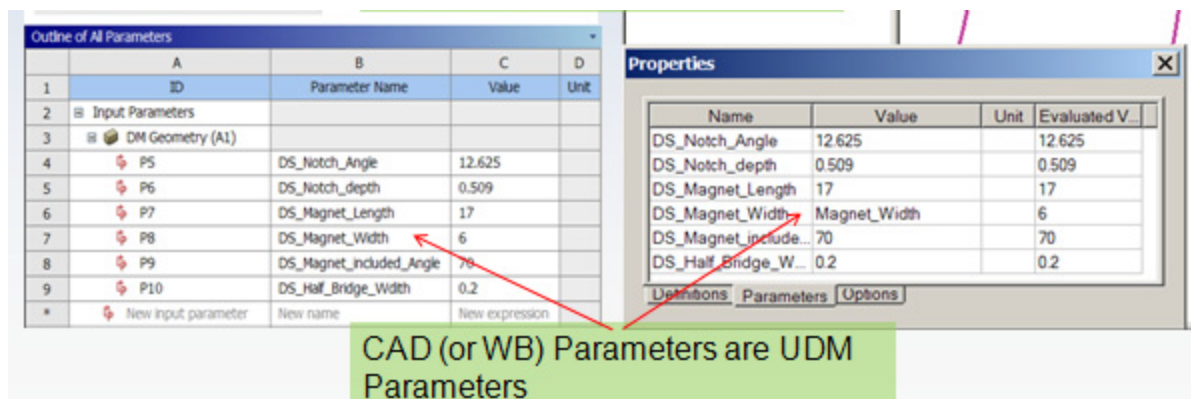 Outline of All Parameters
A B C D
1 ID Parameter Name Value Unit
2 Input Parameters
3 DM Geometry (A1)
4 P5 DS_Notch_Angle 12.625
5 P6 DS_Notch_depth 0.509
6 P7 DS_Magnet_Length 17
7 P8 DS_Magnet_Width 6
8 P9 DS_Magnet_included_Angle 70
9 P10 DS_Half_Bridge_Wdith 0.2
* New input parameter New name New expression
Properties
Name Value Unit Evaluated V...
DS_Notch_Angle 12.625 12.625
DS_Notch_depth 0.509 0.509
DS_Magnet_Length 17 17
DS_Magnet_Width Magnet_Width 6
DS_Magnet_include... 70 70
DS_Half_Bridge_W... 0.2 0.2
Definitions Parameters Options
CAD (or WB) Parameters are UDM
Parameters